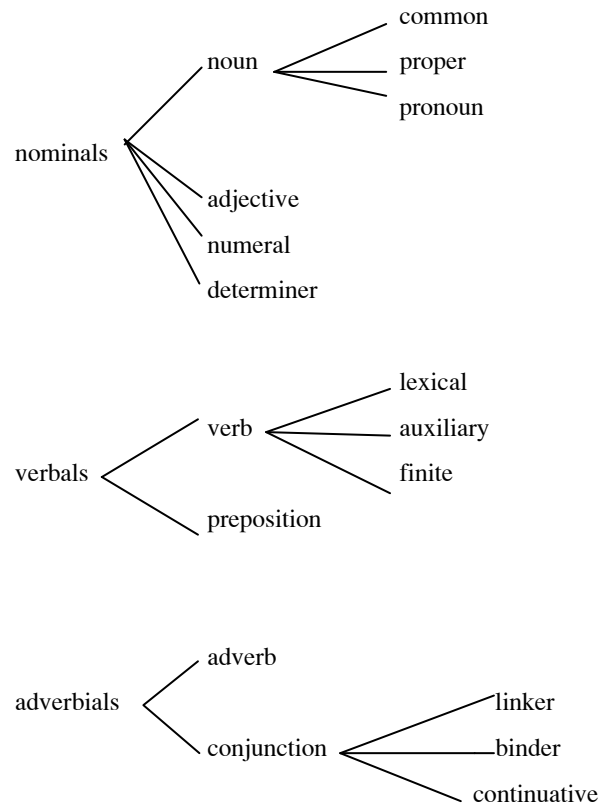 common
noun
proper
pronoun
nominals
adjective
numeral
determiner
lexical
verb
auxiliary
verbals
finite
preposition
adverb
adverbials
linker
conjunction
binder
continuative